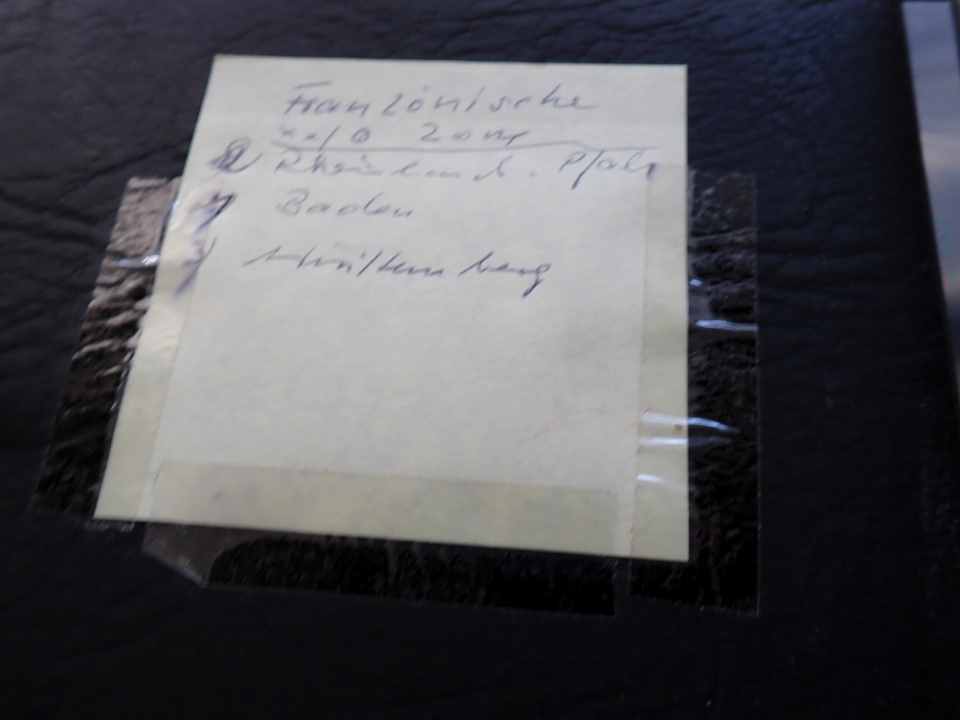 Französische
Zone
Rheinland-Pfalz
Baden
Württemberg